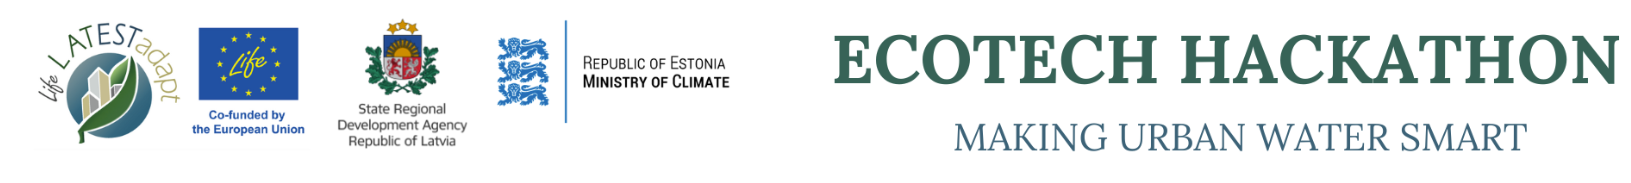 Life LATESTadapt
Life
Co-funded by
the European Union
State Regional
Development Agency
Republic of Latvia
REPUBLIC OF ESTONIA
MINISTRY OF CLIMATE
ECOTECH HACKATHON
MAKING URBAN WATER SMART